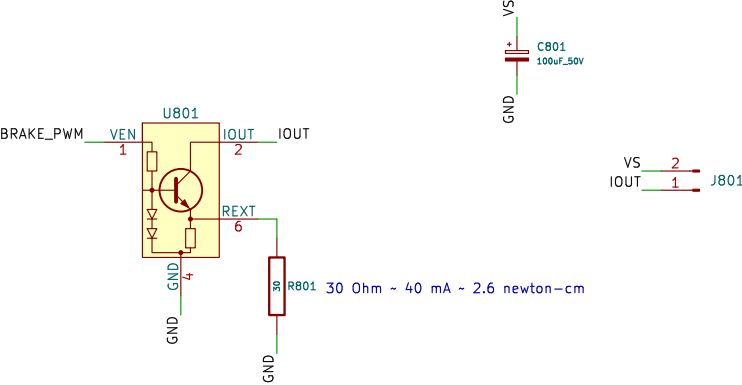 VS
+
C801
100uF_50V
GND
U801
BRAKE_PWM
VEN
1
IOUT
2
IOUT
REXT
6
GND
4
GND
30
R801
30 Ohm ~ 40 mA ~ 2.6 newton-cm
GND
VS
2
IOUT
1
J801